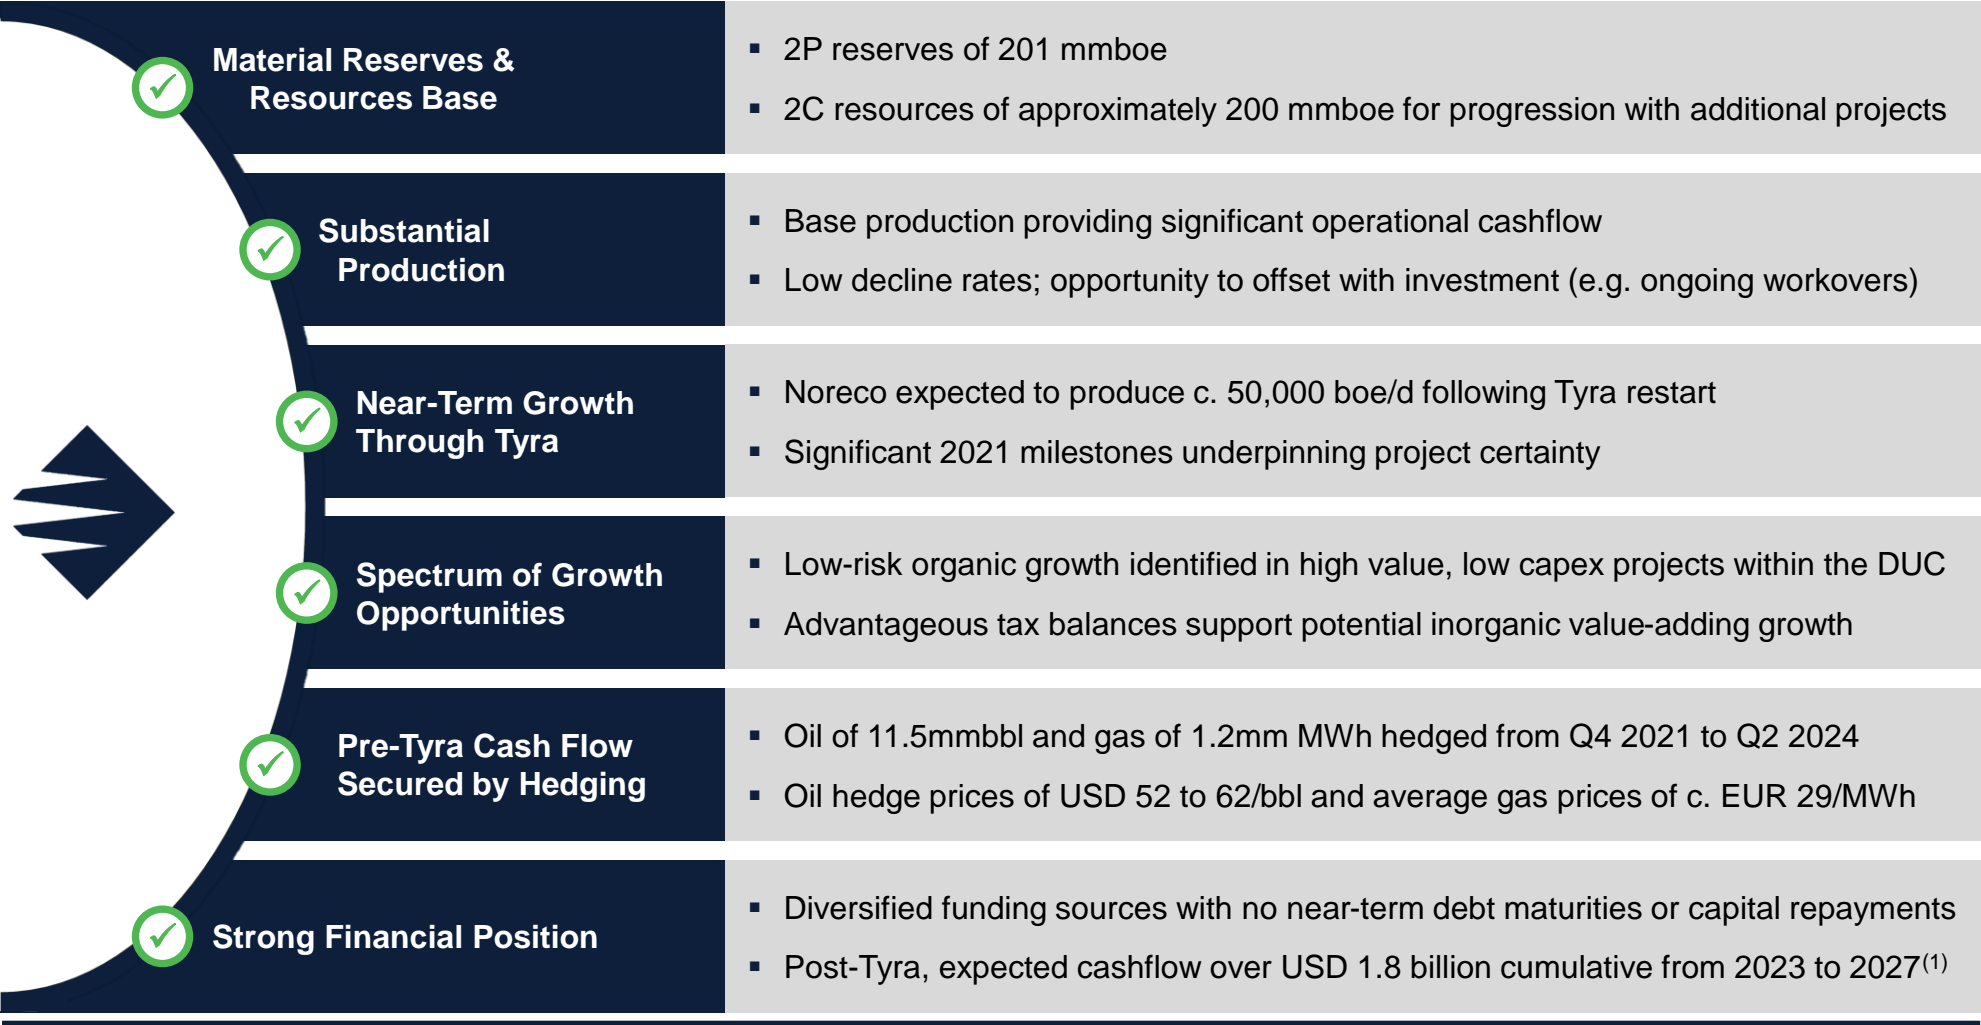 Material Reserves &
Resources Base
▪ 2P reserves of 201 mmboe
▪ 2C resources of approximately 200 mmboe for progression with additional projects
Substantial
Production
▪ Base production providing significant operational cashflow
▪ Low decline rates; opportunity to offset with investment (e.g. ongoing workovers)
Near-Term Growth
Through Tyra
▪ Noreco expected to produce c. 50,000 boe/d following Tyra restart
▪ Significant 2021 milestones underpinning project certainty
Spectrum of Growth
Opportunities
▪ Low-risk organic growth identified in high value, low capex projects within the DUC
▪ Advantageous tax balances support potential inorganic value-adding growth
Pre-Tyra Cash Flow
Secured by Hedging
▪ Oil of 11.5mmbbl and gas of 1.2mm MWh hedged from Q4 2021 to Q2 2024
▪ Oil hedge prices of USD 52 to 62/bbl and average gas prices of c. EUR 29/MWh
Strong Financial Position
▪ Diversified funding sources with no near-term debt maturities or capital repayments
▪ Post-Tyra, expected cashflow over USD 1.8 billion cumulative from 2023 to 2027(1)